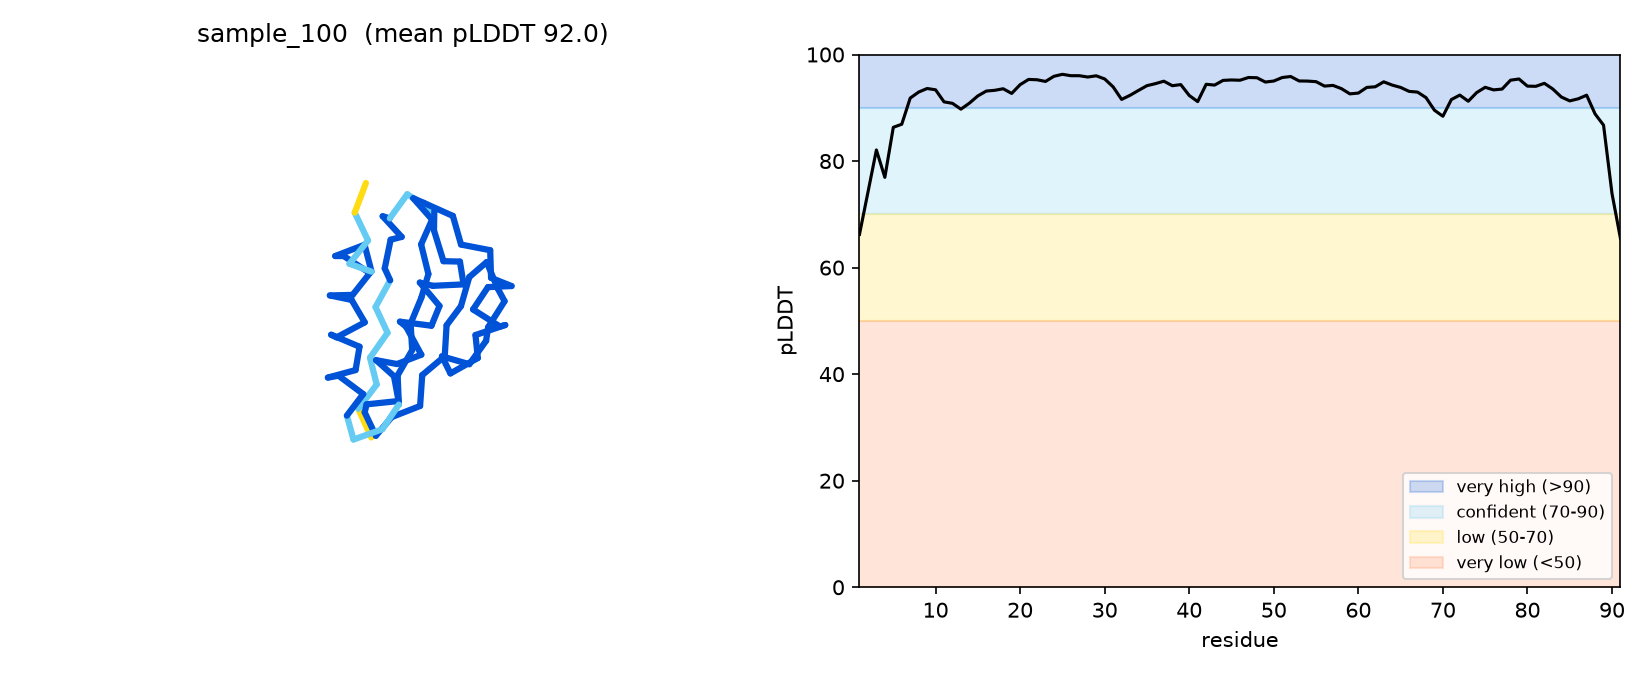 sample_100  (mean pLDDT 92.0)
100
80
60
40
20
0
pLDDT
10
20
30
40
50
60
70
80
90
residue
very high (>90)
confident (70-90)
low (50-70)
very low (<50)